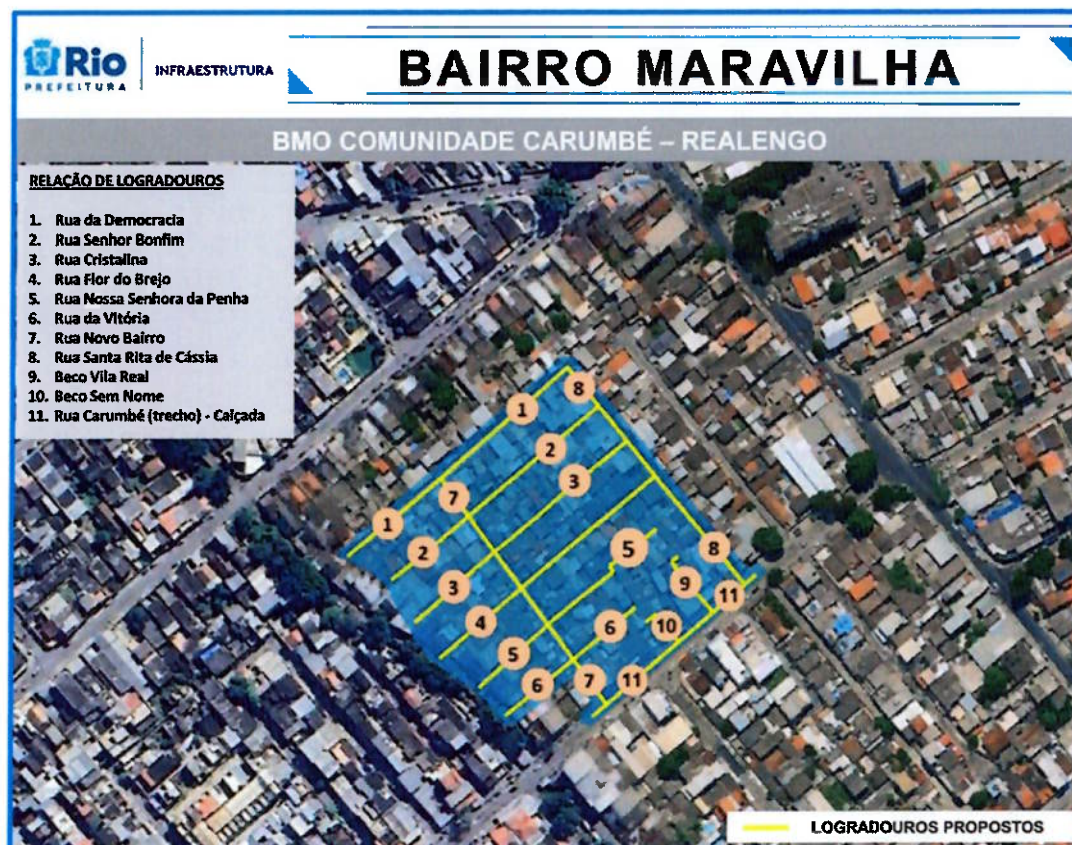 Rio
PREFEITURA
INFRAESTRUTURA
BAIRRO MARAVILHA
BMO COMUNIDADE CARUMBÉ – REALENGO
RELAÇÃO DE LOGRADOUROS
1. Rua da Democracia
2. Rua Senhor Bonfim
3. Rua Cristalina
4. Rua Flor do Brejo
5. Rua Nossa Senhora da Penha
6. Rua da Vitória
7. Rua Novo Bairro
8. Rua Santa Rita de Cássia
9. Beco Vila Real
10. Beco Sem Nome
11. Rua Carumbé (trecho) - Calçada
8
1
2
3
7
1
2
5
8
3
9
11
4
6
10
5
7
11
6
LOGRADOUROS PROPOSTOS